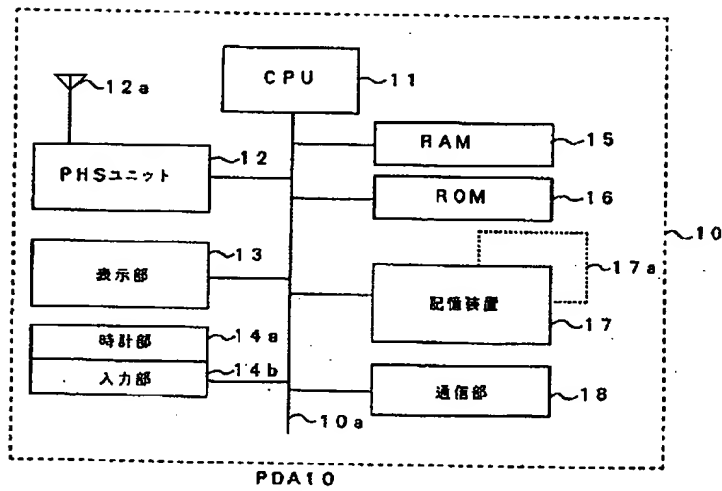 CPU
11
12a
RAM
15
PHSユニット
12
ROM
16
10
表示部
13
17a
記憶装置
17
時計部
14a
入力部
14b
通信部
18
10a
PDA10